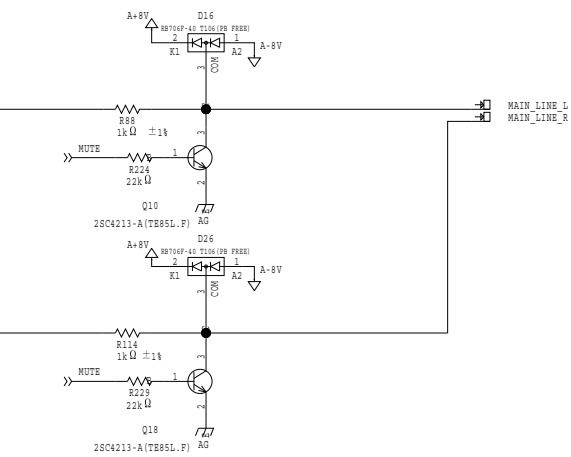 A+8V
D16
RB706F-40 T106(PB FREE)
2
1
A-8V
K1
A2
3
COM
MAIN_LINE_L
MAIN_LINE_R
R88
1kΩ ±1%
3
MUTE
1
R224
22kΩ
2
Q10
2SC4213-A(TE85L.F)
AG
A+8V
D26
RB706F-40 T106(PB FREE)
2
1
A-8V
K1
A2
3
COM
R114
1kΩ ±1%
3
MUTE
1
R229
22kΩ
2
Q18
2SC4213-A(TE85L.F)
AG